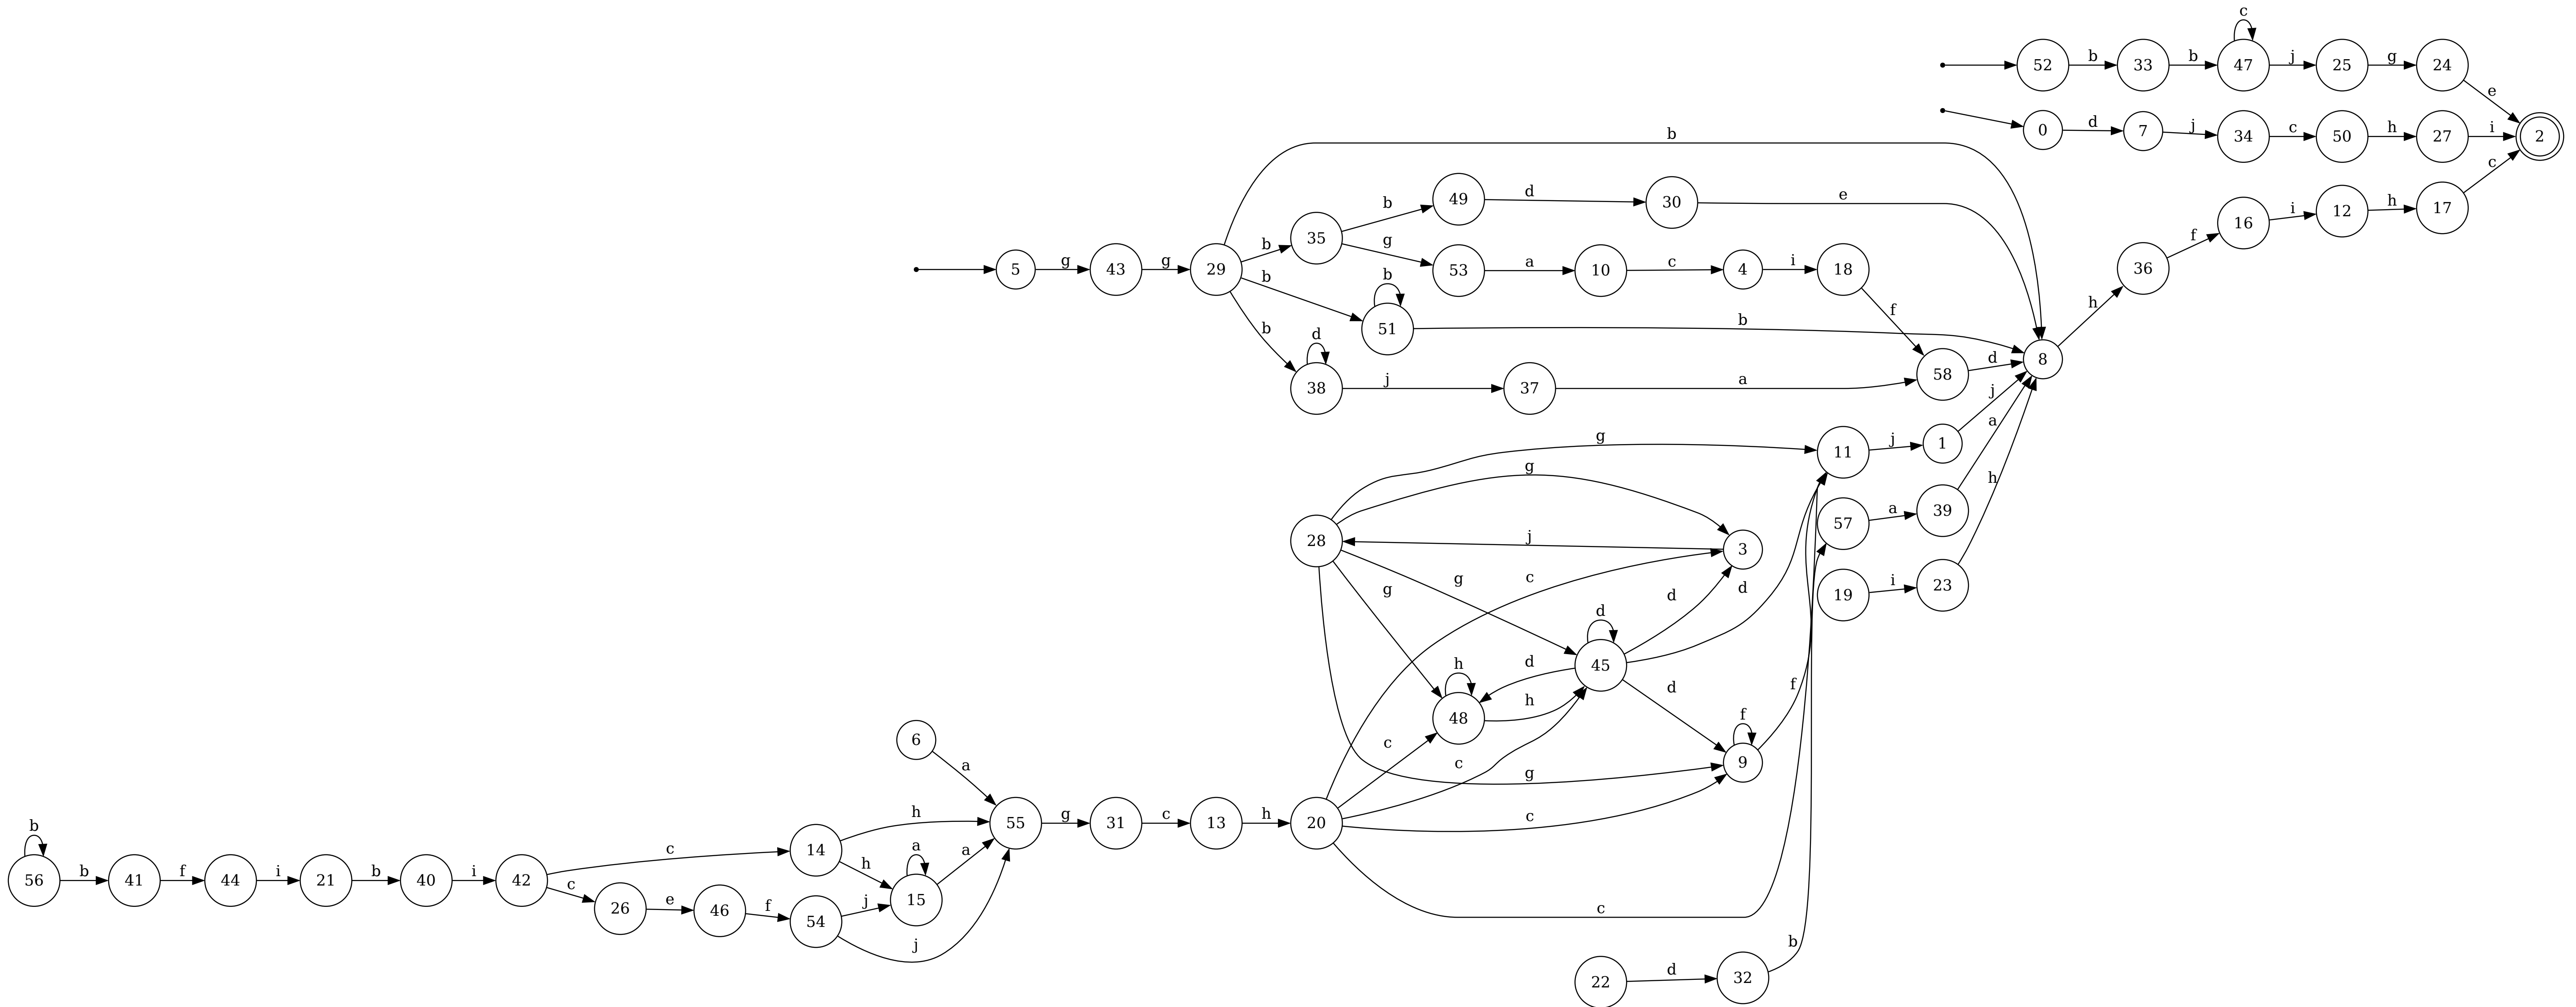 c
52 b 33 b 47 j 25 g 24
e
0 d 7 j 34 c 50 h 27 i 2
b
c
35 b 49 d 30 e
16 i 12 h 17
5 g 43 g 29 b
g 53 a 10 c 4 i 18
36 f
b
b
51 b
h
f
b
d
38 j 37 a 58 d 8
j
g 11 j 1
a
g
28 j 3
57 a 39
h
g
c
d
g
d
d
19 i 23
g
d
45
h
d
48 h
d
f
f
6 a
c
c
g 9
h
55 g 31 c 13 h 20 c
b
56 b 41 f 44 i 21 b 40 i 42 c 14
h
a
a
c 26 e 46 f 54 j 15
c
j
22 d 32 b